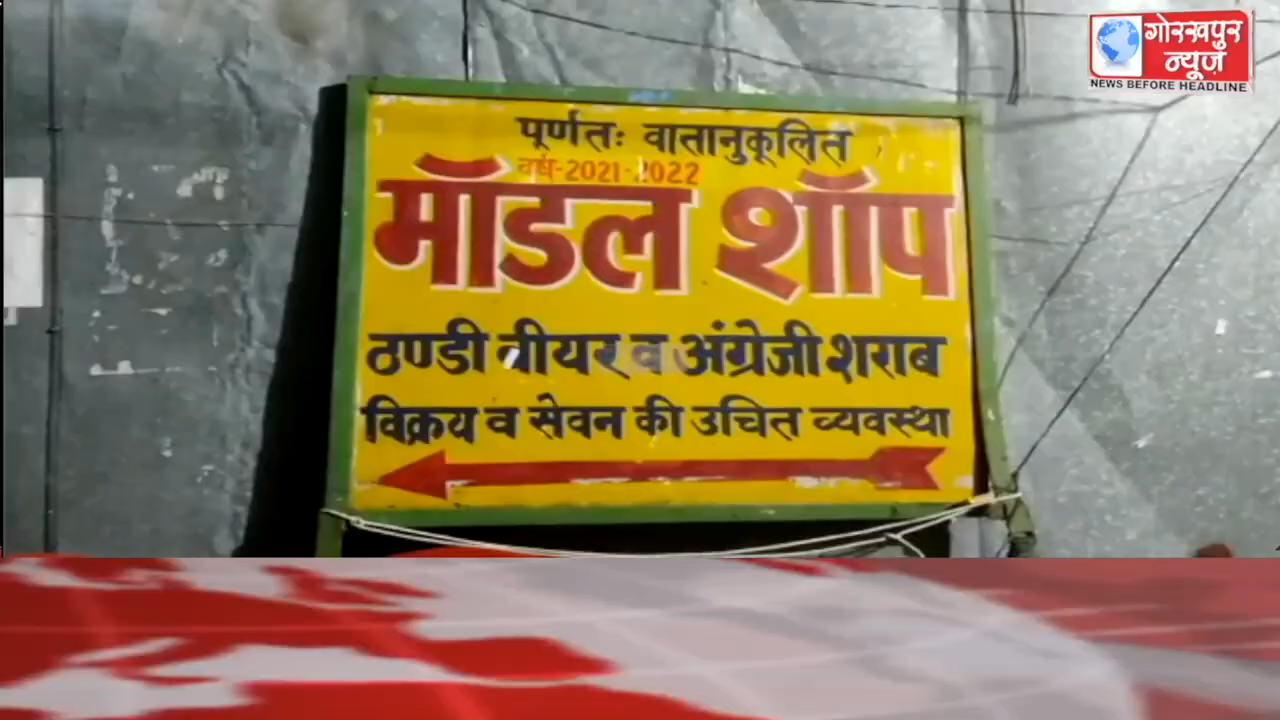 गोरखपुर
न्यूज़
NEWS BEFORE HEADLINE
पूर्णतः वातानुकूलित
वर्ष-2021-2022
मॉडल शॉप
ठण्डी बीयर व अंग्रेजी शराब
विक्रय व सेवन की उचित व्यवस्था